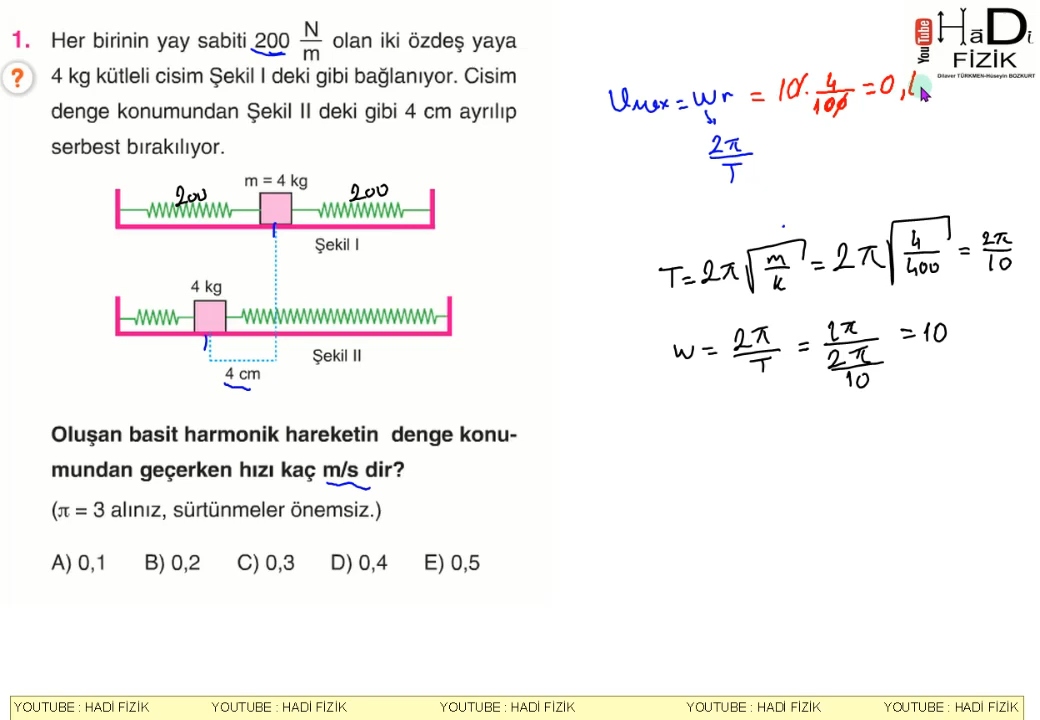 1. Her birinin yay sabiti 200 N/m olan iki özdeş yaya
? 4 kg kütleli cisim Şekil I deki gibi bağlanıyor. Cisim
denge konumundan Şekil II deki gibi 4 cm ayrılıp
serbest bırakılıyor.
m = 4 kg
200 200
Şekil I
4 kg
Şekil II
4 cm
Oluşan basit harmonik hareketin denge konu-
mundan geçerken hızı kaç m/s dir?
(π = 3 alınız, sürtünmeler önemsiz.)
A) 0,1 B) 0,2 C) 0,3 D) 0,4 E) 0,5
YouTube HaDi
FİZİK
Dilaver TÜRKMEN-Hüseyin BOZKURT
Umax = wr = 10 . 4/100 = 0,
2π/T
T = 2π √m/k = 2π √4/400 = 2π/10
w = 2π/T = 2π/(2π/10) = 10
YOUTUBE : HADİ FİZİK YOUTUBE : HADİ FİZİK YOUTUBE : HADİ FİZİK YOUTUBE : HADİ FİZİK YOUTUBE : HADİ FİZİK